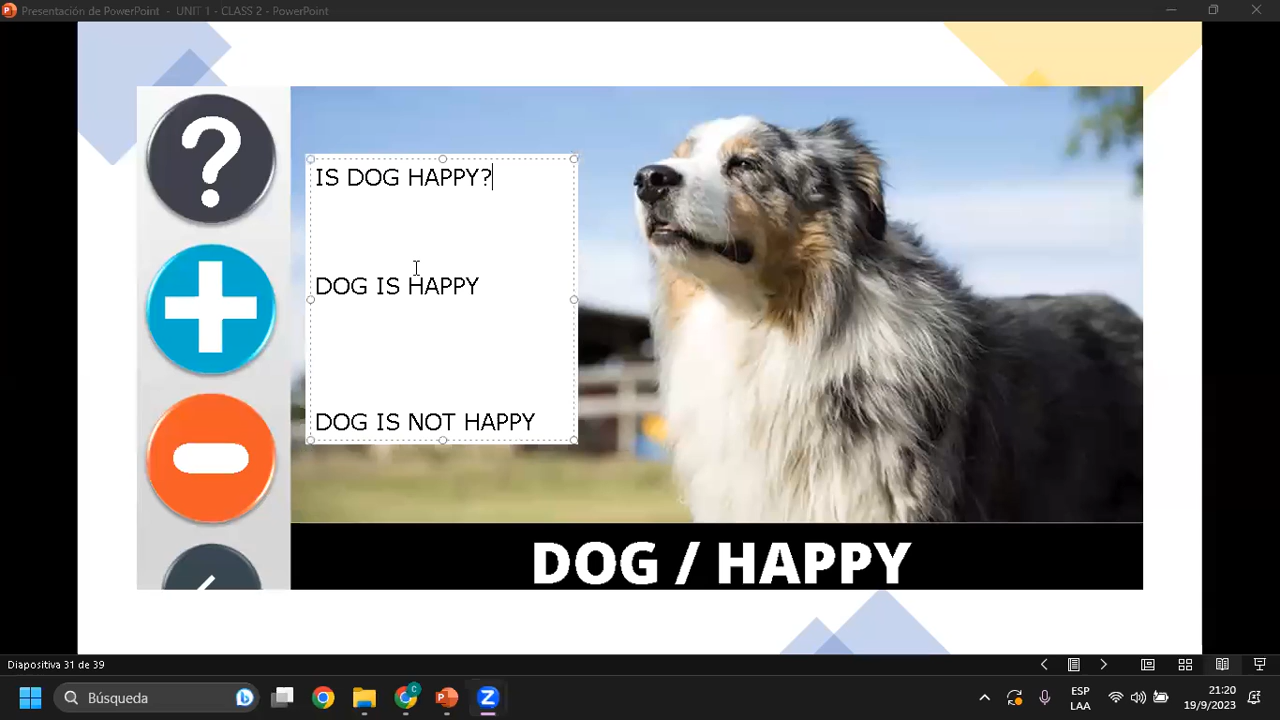 Presentación de PowerPoint - UNIT 1 - CLASS 2 - PowerPoint
?
IS DOG HAPPY?
DOG IS HAPPY
DOG IS NOT HAPPY
DOG / HAPPY
Diapositiva 31 de 39
Búsqueda
ESP
LAA
21:20
19/9/2023